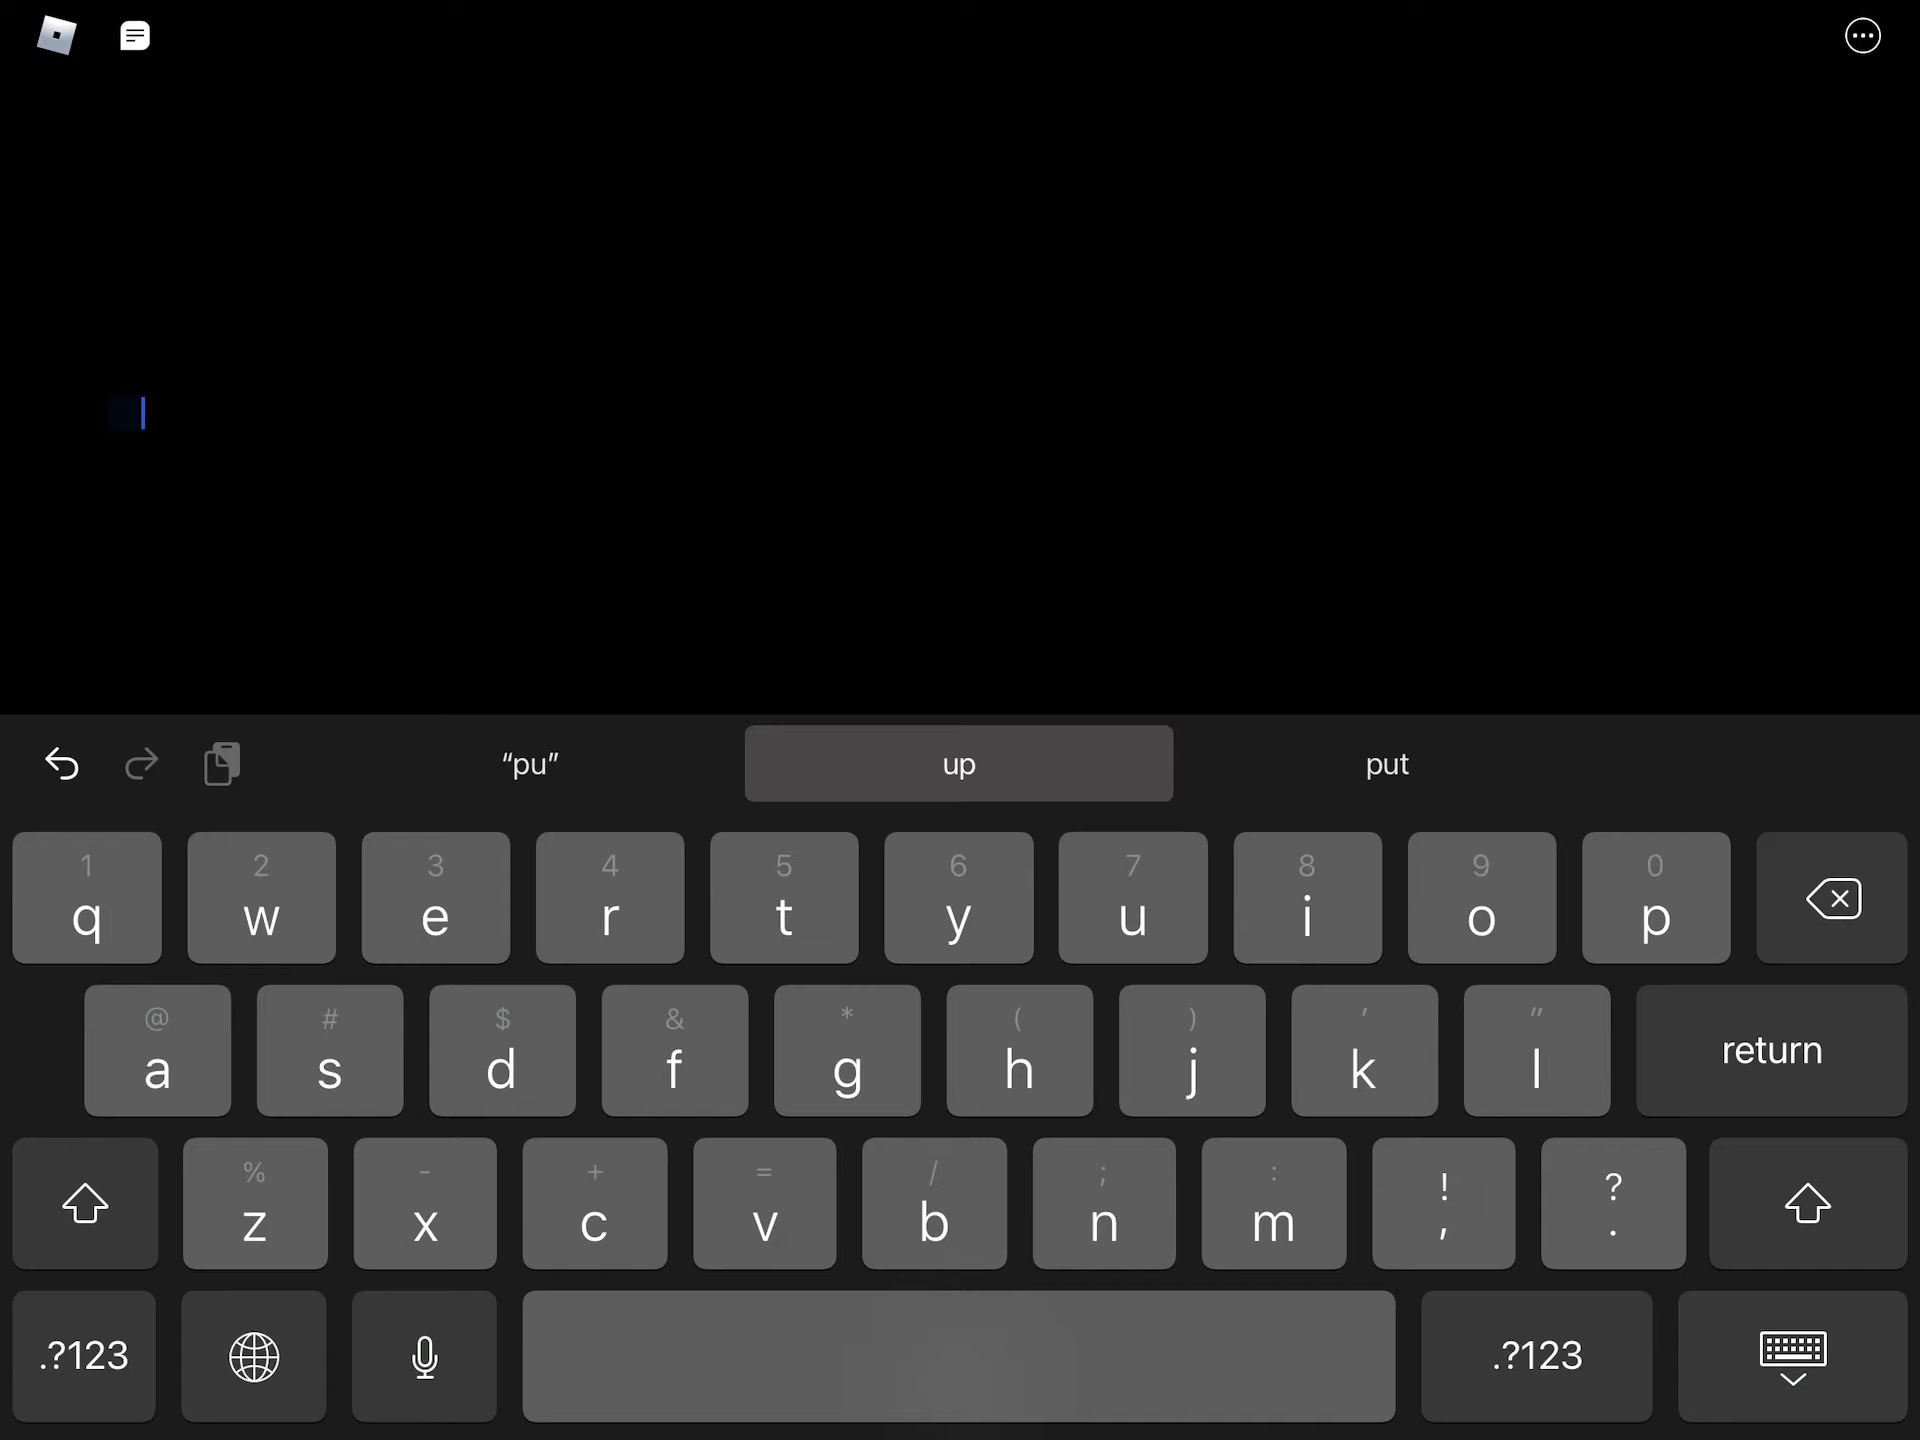 “pu” up put
1 2 3 4 5 6 7 8 9 0
q w e r t y u i o p
@ # $ & * ( ) ' "
a s d f g h j k l return
% - + = / ; : ! ?
z x c v b n m , .
.?123 .?123